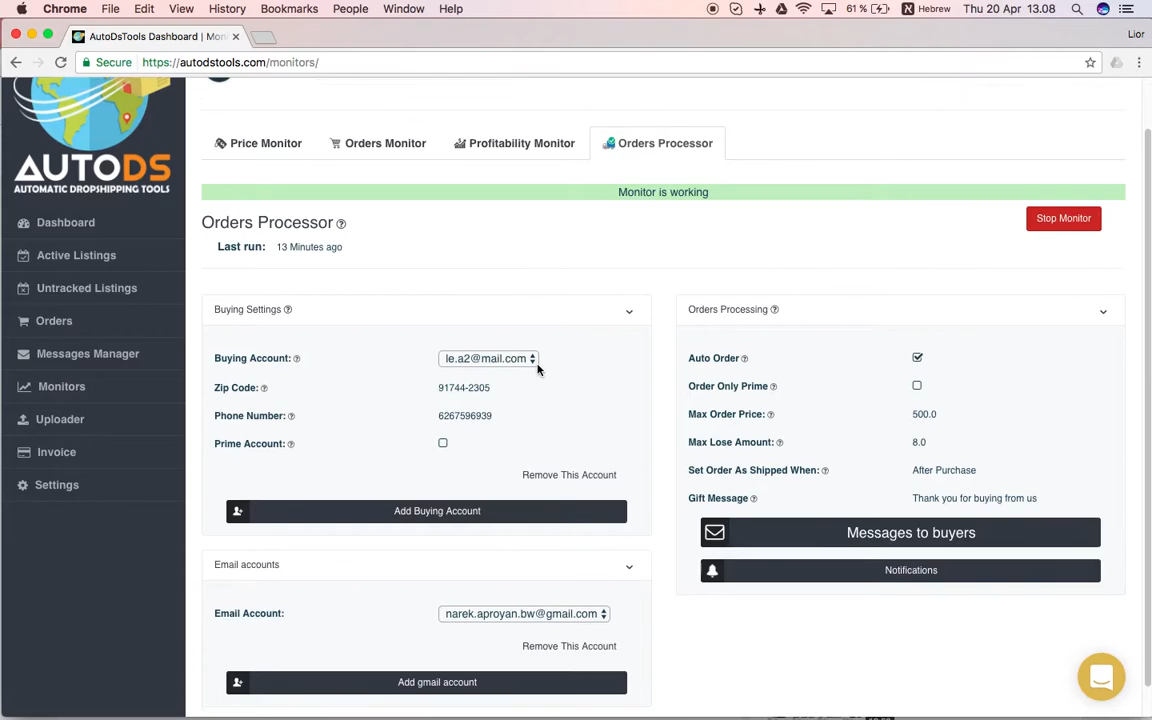 Chrome File Edit View History Bookmarks People Window Help 61 % Hebrew Thu 20 Apr 13.08
AutoDsTools Dashboard | Mon Lior
Secure https://autodstools.com/monitors/
AUTODS
AUTOMATIC DROPSHIPPING TOOLS
Dashboard
Active Listings
Untracked Listings
Orders
Messages Manager
Monitors
Uploader
Invoice
Settings
Price Monitor Orders Monitor Profitability Monitor Orders Processor
Monitor is working
Orders Processor
Stop Monitor
Last run: 13 Minutes ago
Buying Settings
Buying Account: le.a2@mail.com
Zip Code: 91744-2305
Phone Number: 6267596939
Prime Account:
Remove This Account
Add Buying Account
Email accounts
Email Account: narek.aproyan.bw@gmail.com
Remove This Account
Add gmail account
Orders Processing
Auto Order
Order Only Prime
Max Order Price: 500.0
Max Lose Amount: 8.0
Set Order As Shipped When: After Purchase
Gift Message Thank you for buying from us
Messages to buyers
Notifications